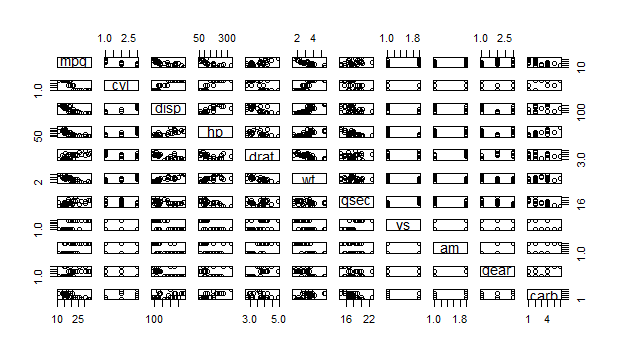 1.0 2.5 50 300 2 4 1.0 1.8 1.0 2.5
mpg 10
1.0 cyl
disp 100
50 hp
drat 3.0
2 wt
qsec 16
1.0 vs
am 1.0
1.0 gear
carb 1
10 25 100 3.0 5.0 16 22 1.0 1.8 1 4